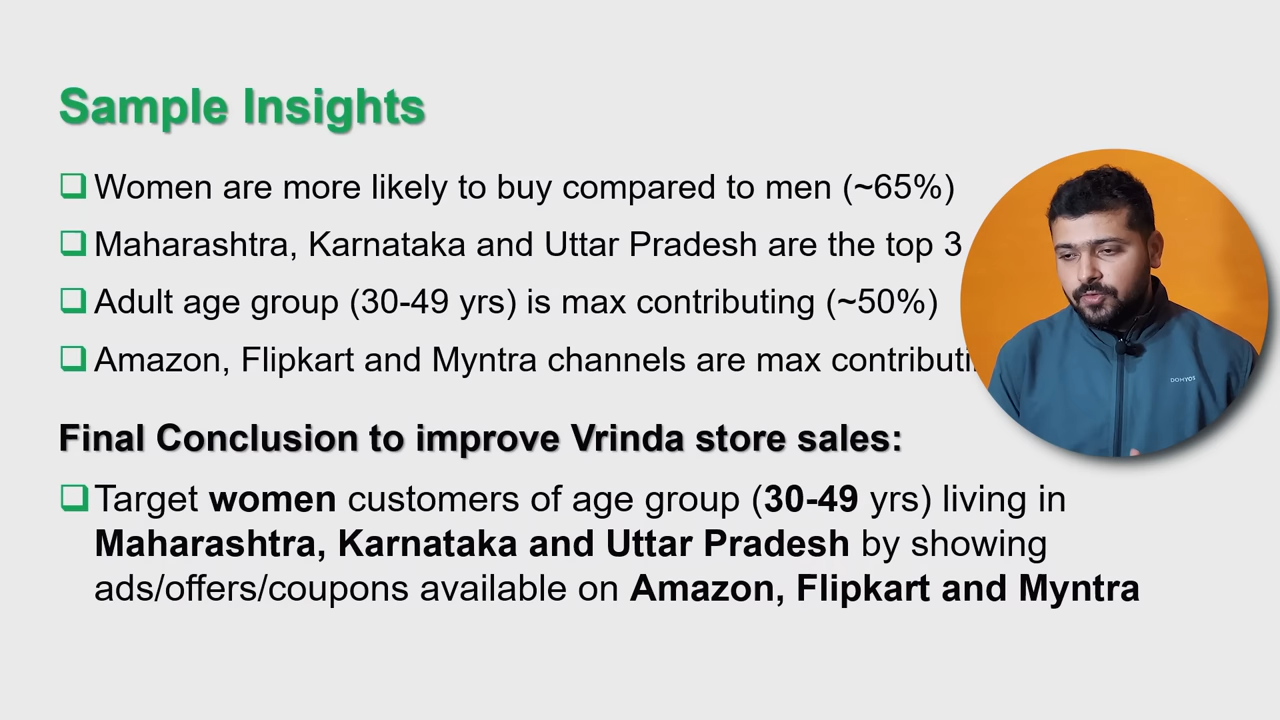 Sample Insights
❑ Women are more likely to buy compared to men (~65%)
❑ Maharashtra, Karnataka and Uttar Pradesh are the top 3
❑ Adult age group (30-49 yrs) is max contributing (~50%)
❑ Amazon, Flipkart and Myntra channels are max
Final Conclusion to improve Vrinda store sales:
❑ Target women customers of age group (30-49 yrs) living in
Maharashtra, Karnataka and Uttar Pradesh by showing
ads/offers/coupons available on Amazon, Flipkart and Myntra
DOMYOS